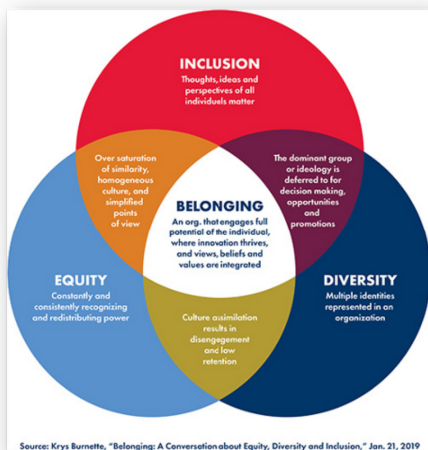 INCLUSION
Thoughts, ideas and
perspectives of all
individuals matter
Over saturation
of similarity,
homogeneous
culture, and
simplified
points
of view
The dominant group
or ideology is
deferred to for
decision making,
opportunities
and
promotions
BELONGING
An org. that engages full
potential of the individual,
where innovation thrives,
and views, beliefs and
values are integrated
EQUITY
Constantly and
consistently recognizing
and redistributing power
DIVERSITY
Multiple identities
represented in an
organization
Culture assimilation
results in
disengagement
and low
retention
Source: Krys Burnette, "Belonging: A Conversation about Equity, Diversity and Inclusion," Jan. 21, 2019